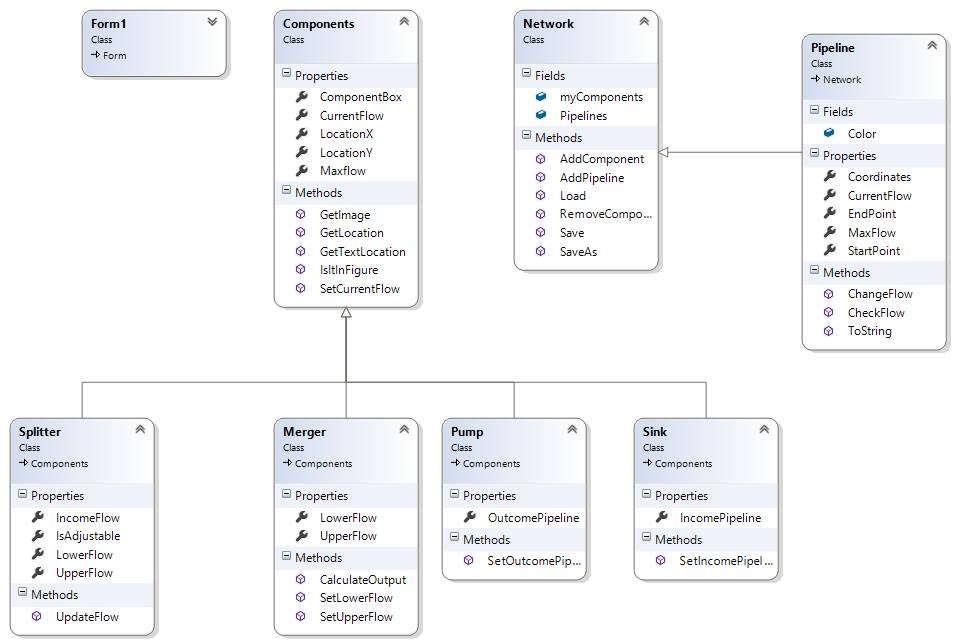 Form1
Class
Form
Components
Class
Properties
ComponentBox
CurrentFlow
LocationX
LocationY
Maxflow
Methods
GetImage
GetLocation
GetTextLocation
IsItInFigure
SetCurrentFlow
Network
Class
Fields
myComponents
Pipelines
Methods
AddComponent
AddPipeline
Load
RemoveCompo...
Save
SaveAs
Pipeline
Class
Network
Fields
Color
Properties
Coordinates
CurrentFlow
EndPoint
MaxFlow
StartPoint
Methods
ChangeFlow
CheckFlow
ToString
Splitter
Class
Components
Properties
IncomeFlow
IsAdjustable
LowerFlow
UpperFlow
Methods
UpdateFlow
Merger
Class
Components
Properties
LowerFlow
UpperFlow
Methods
CalculateOutput
SetLowerFlow
SetUpperFlow
Pump
Class
Components
Properties
OutcomePipeline
Methods
SetOutcomePip...
Sink
Class
Components
Properties
IncomePipeline
Methods
SetIncomePipel...